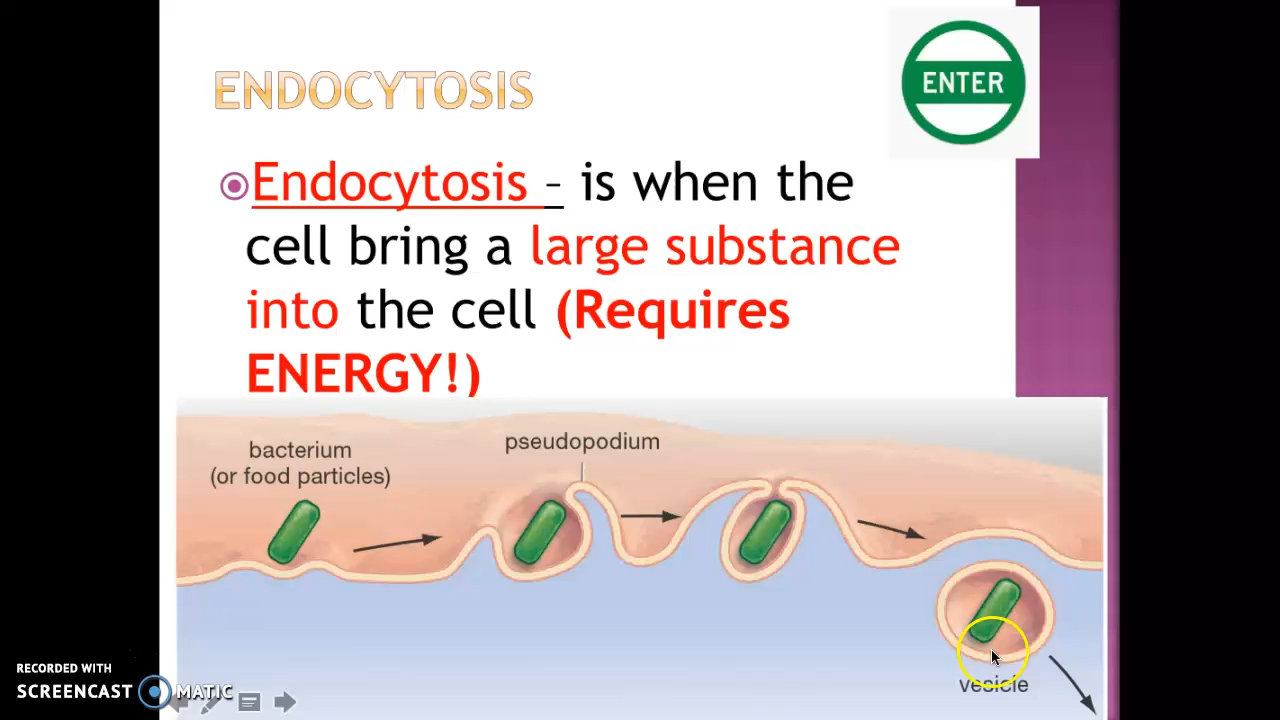 ENDOCYTOSIS
ENTER
Endocytosis – is when the
cell bring a large substance
into the cell (Requires
ENERGY!)
bacterium
(or food particles)
pseudopodium
vesicle
RECORDED WITH
SCREENCAST MATIC